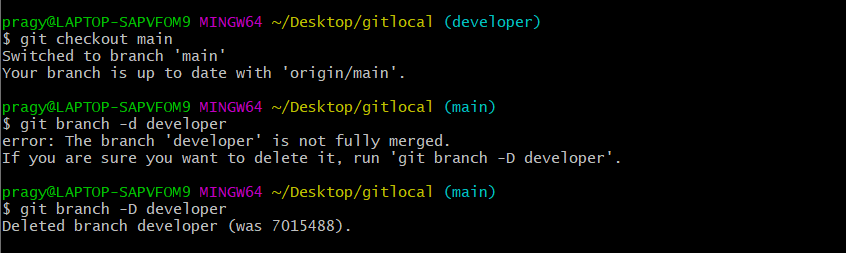 pragy@LAPTOP-SAPVFOM9 MINGW64 ~/Desktop/gitlocal (developer)
$ git checkout main
Switched to branch 'main'
Your branch is up to date with 'origin/main'.
pragy@LAPTOP-SAPVFOM9 MINGW64 ~/Desktop/gitlocal (main)
$ git branch -d developer
error: The branch 'developer' is not fully merged.
If you are sure you want to delete it, run 'git branch -D developer'.
pragy@LAPTOP-SAPVFOM9 MINGW64 ~/Desktop/gitlocal (main)
$ git branch -D developer
Deleted branch developer (was 7015488).